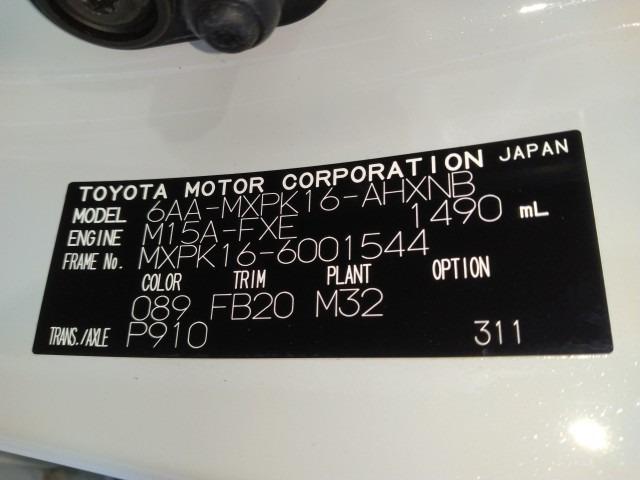 TOYOTA MOTOR CORPORATION JAPAN
MODEL 6AA-MXPK16-AHXNB
ENGINE M15A-FXE 1490 mL
FRAME No. MXPK16-6001544
COLOR TRIM PLANT OPTION
089 FB20 M32
TRANS./AXLE P910 311